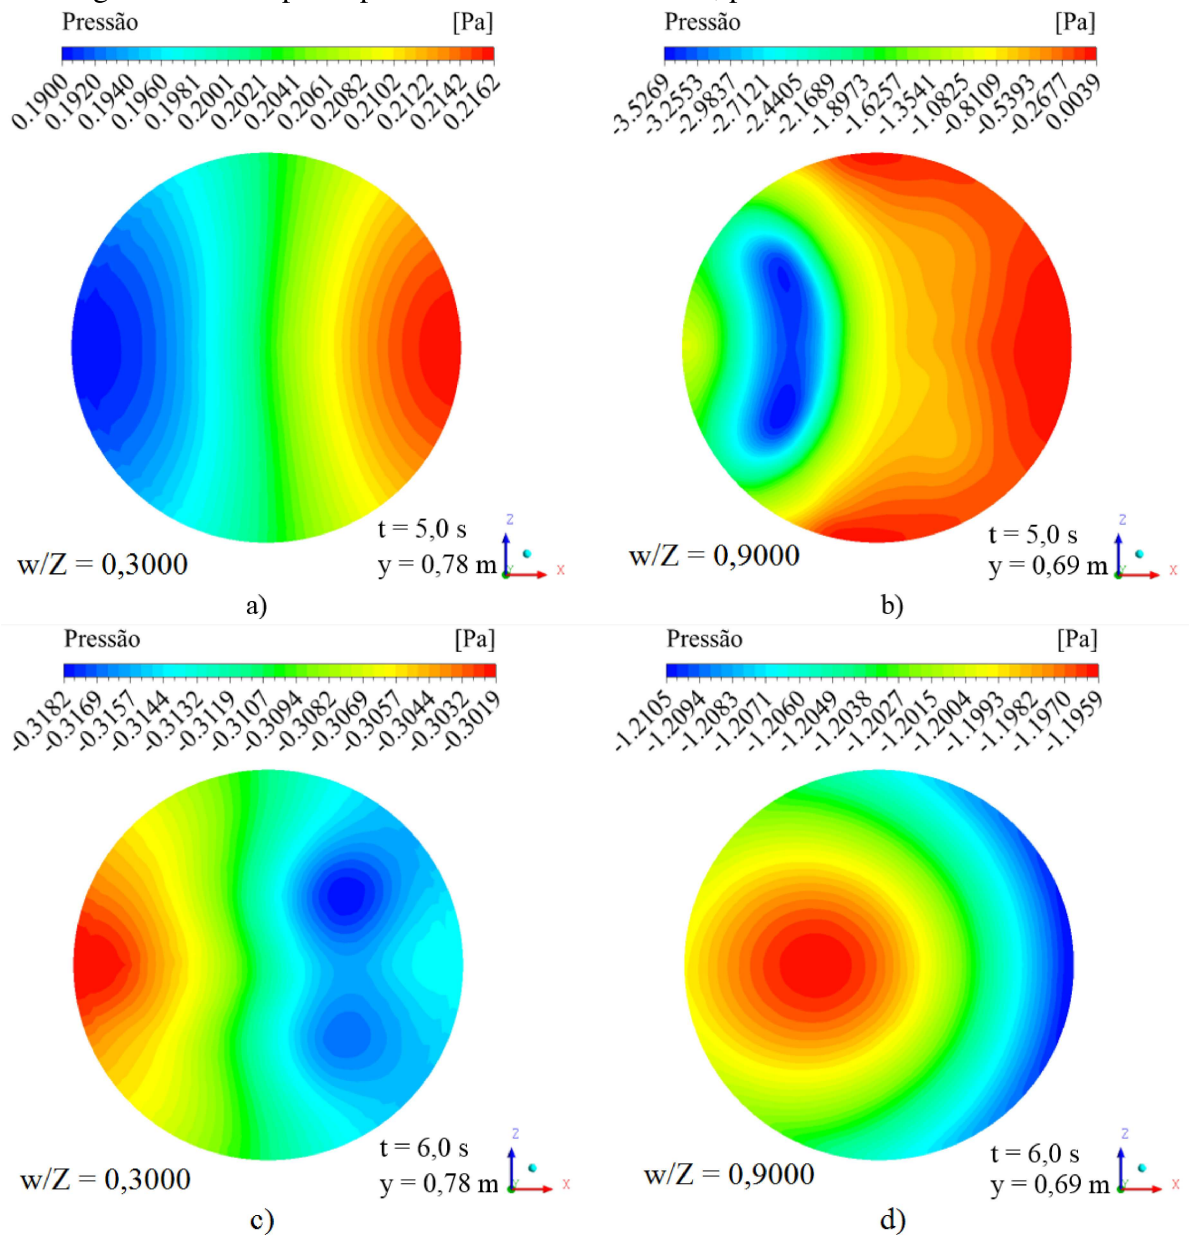 Pressão [Pa]
0.1900 0.1920 0.1940 0.1960 0.1981 0.2001 0.2021 0.2041 0.2061 0.2082 0.2102 0.2122 0.2142 0.2162
t = 5,0 s
w/Z = 0,3000 y = 0,78 m
Z
Y
X
a)
Pressão [Pa]
-3.5269 -3.2553 -2.9837 -2.7121 -2.4405 -2.1689 -1.8973 -1.6257 -1.3541 -1.0825 -0.8109 -0.5393 -0.2677 0.0039
t = 5,0 s
w/Z = 0,9000 y = 0,69 m
Z
Y
X
b)
Pressão [Pa]
-0.3182 -0.3169 -0.3157 -0.3144 -0.3132 -0.3119 -0.3107 -0.3094 -0.3082 -0.3069 -0.3057 -0.3044 -0.3032 -0.3019
t = 6,0 s
w/Z = 0,3000 y = 0,78 m
Z
Y
X
c)
Pressão [Pa]
-1.2105 -1.2094 -1.2083 -1.2071 -1.2060 -1.2049 -1.2038 -1.2027 -1.2015 -1.2004 -1.1993 -1.1982 -1.1970 -1.1959
t = 6,0 s
w/Z = 0,9000 y = 0,69 m
Z
Y
X
d)